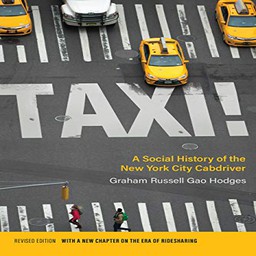 TAXI!
A Social History of the
New York City Cabdriver
Graham Russell Gao Hodges
REVISED EDITION WITH A NEW CHAPTER ON THE ERA OF RIDESHARING